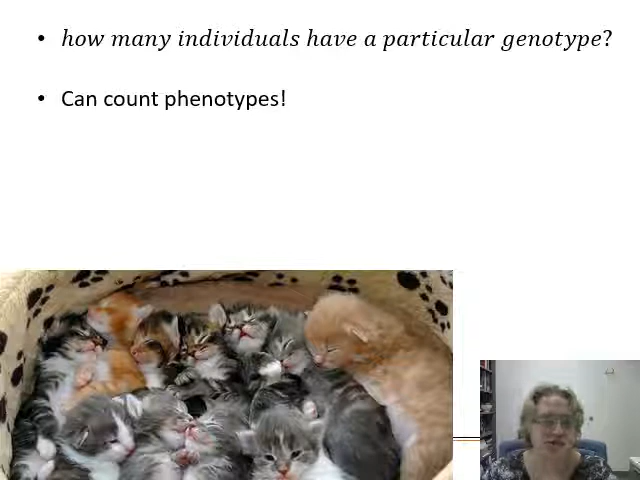 • how many individuals have a particular genotype?
• Can count phenotypes!